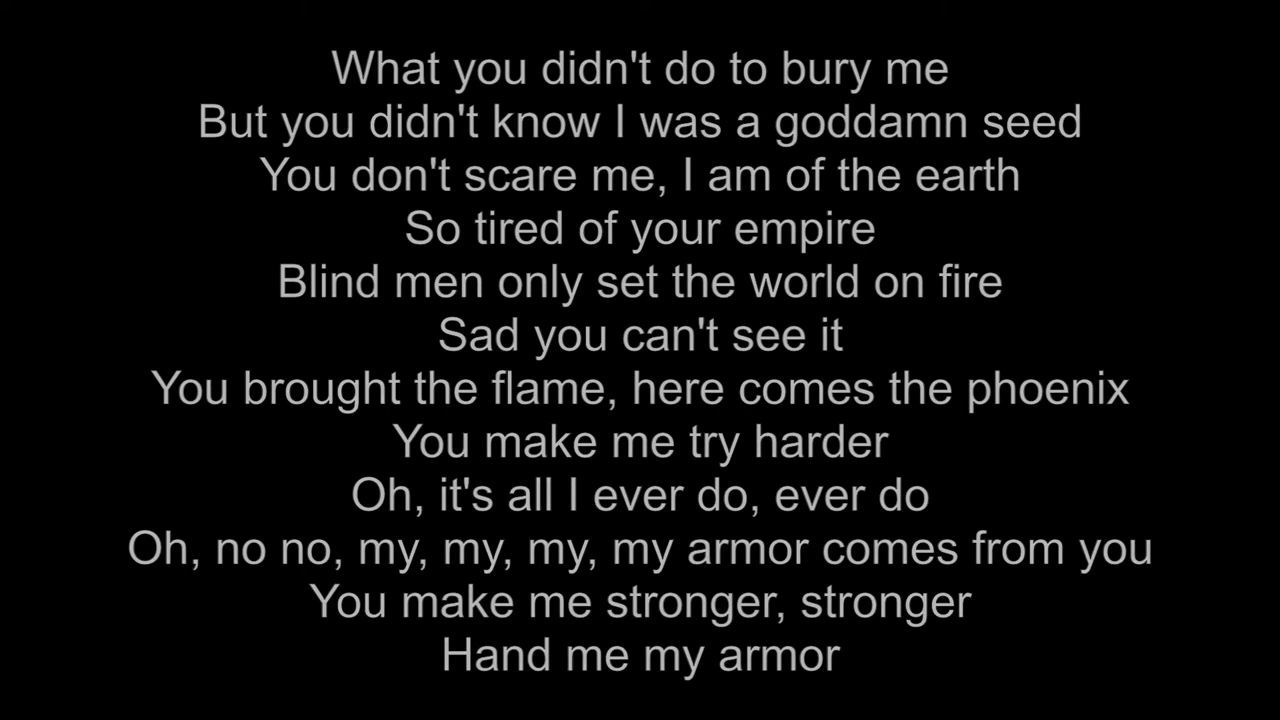 What you didn't do to bury me
But you didn't know I was a goddamn seed
You don't scare me, I am of the earth
So tired of your empire
Blind men only set the world on fire
Sad you can't see it
You brought the flame, here comes the phoenix
You make me try harder
Oh, it's all I ever do, ever do
Oh, no no, my, my, my, my armor comes from you
You make me stronger, stronger
Hand me my armor